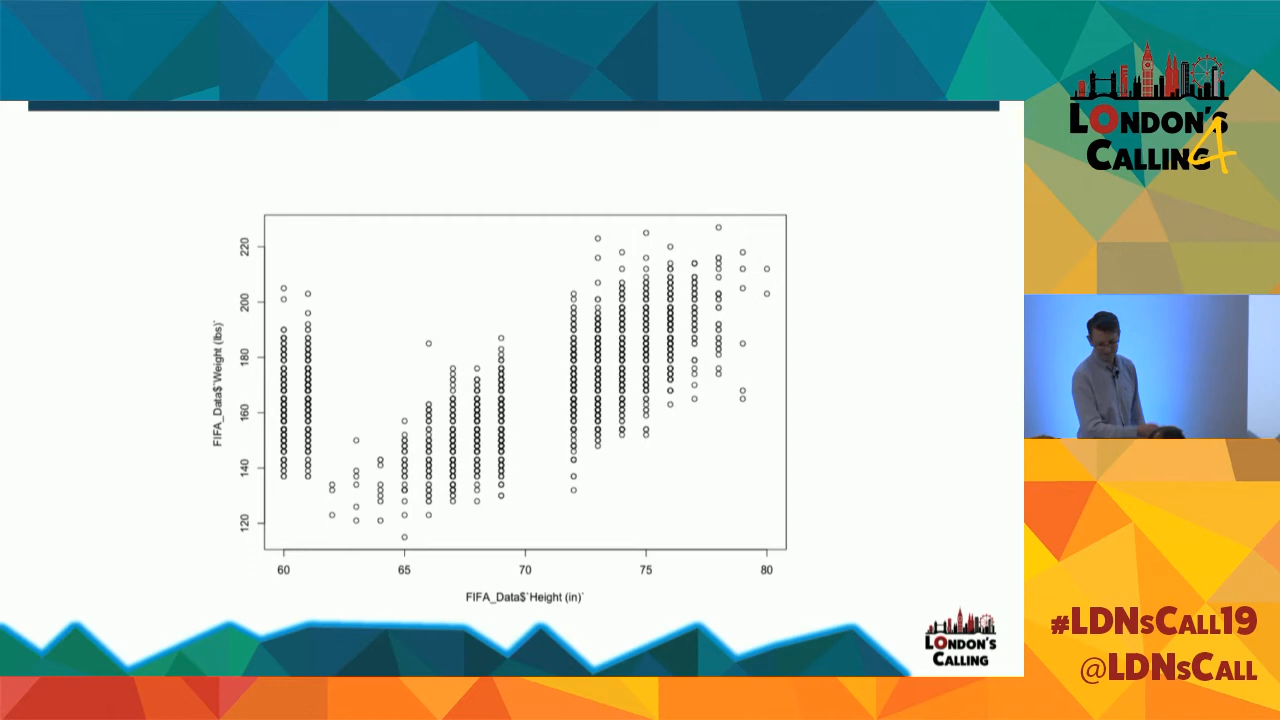 LONDON'S
CALLING 4
220
200
180
160
140
120
FIFA_Data$`Weight (lbs)`
60 65 70 75 80
FIFA_Data$`Height (in)`
LONDON'S
CALLING
#LDNSCALL19
@LDNSCALL